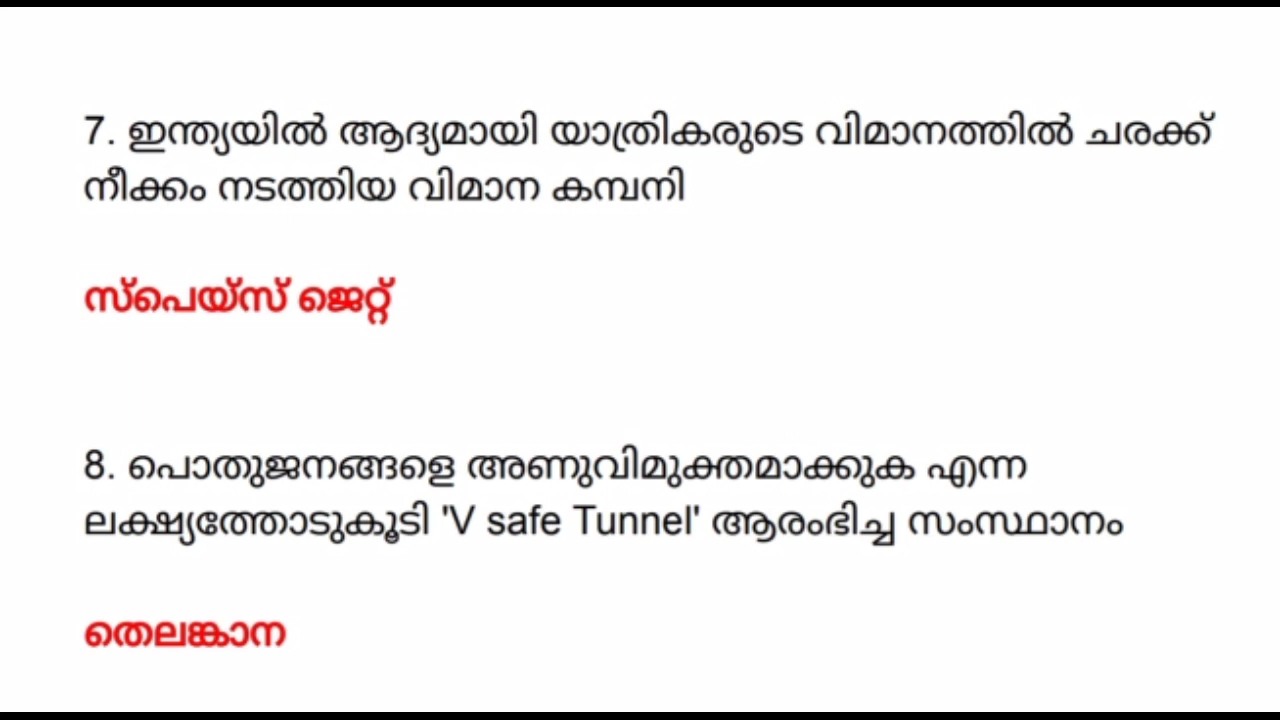 7. ഇന്ത്യയിൽ ആദ്യമായി യാത്രികരുടെ വിമാനത്തിൽ ചരക്ക്
നീക്കം നടത്തിയ വിമാന കമ്പനി
സ്പെയ്സ് ജെറ്റ്
8. പൊതുജനങ്ങളെ അണുവിമുക്തമാക്കുക എന്ന
ലക്ഷ്യത്തോടുകൂടി 'V safe Tunnel' ആരംഭിച്ച സംസ്ഥാനം
തെലങ്കാന